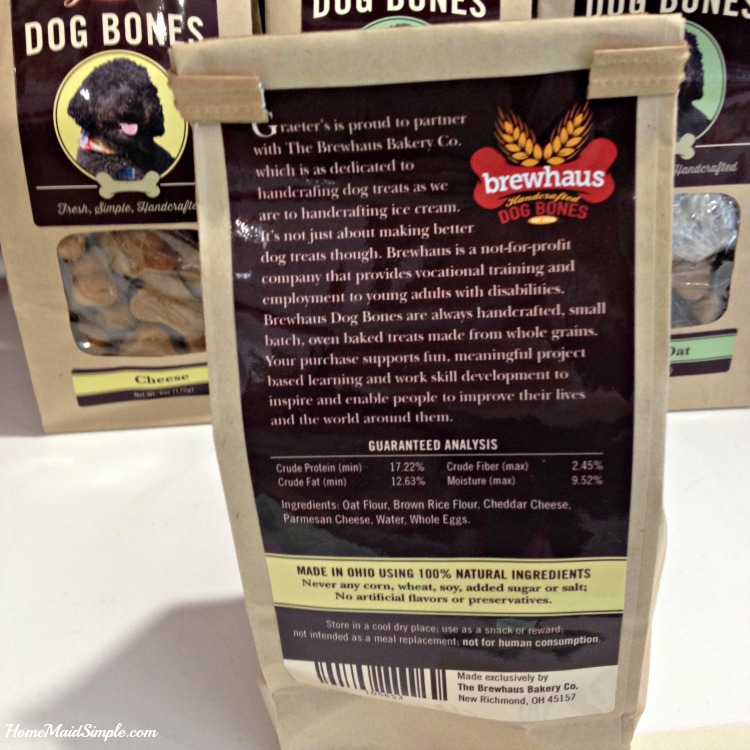 DOG BONES
Fresh, Simple, Handcrafte
Cheese
Net Wt. 6oz (170g)
DOG BONES
DOG BONES
Handcrafted
Oat
Graeter's is proud to partner
with The Brewhaus Bakery Co.
which is as dedicated to
handcrafting dog treats as we
are to handcrafting ice cream.
It's not just about making better
dog treats though. Brewhaus is a not-for-profit
company that provides vocational training and
employment to young adults with disabilities.
Brewhaus Dog Bones are always handcrafted, small
batch, oven baked treats made from whole grains.
Your purchase supports fun, meaningful project
based learning and work skill development to
inspire and enable people to improve their lives
and the world around them.
brewhaus
Handcrafted
DOG BONES
GUARANTEED ANALYSIS
Crude Protein (min) 17.22% Crude Fiber (max) 2.45%
Crude Fat (min) 12.63% Moisture (max) 9.52%
Ingredients: Oat Flour, Brown Rice Flour, Cheddar Cheese,
Parmesan Cheese, Water, Whole Eggs.
MADE IN OHIO USING 100% NATURAL INGREDIENTS
Never any corn, wheat, soy, added sugar or salt;
No artificial flavors or preservatives.
Store in a cool dry place; use as a snack or reward;
not intended as a meal replacement; not for human consumption.
Made exclusively by
The Brewhaus Bakery Co.
New Richmond, OH 45157
HomeMaidSimple.com